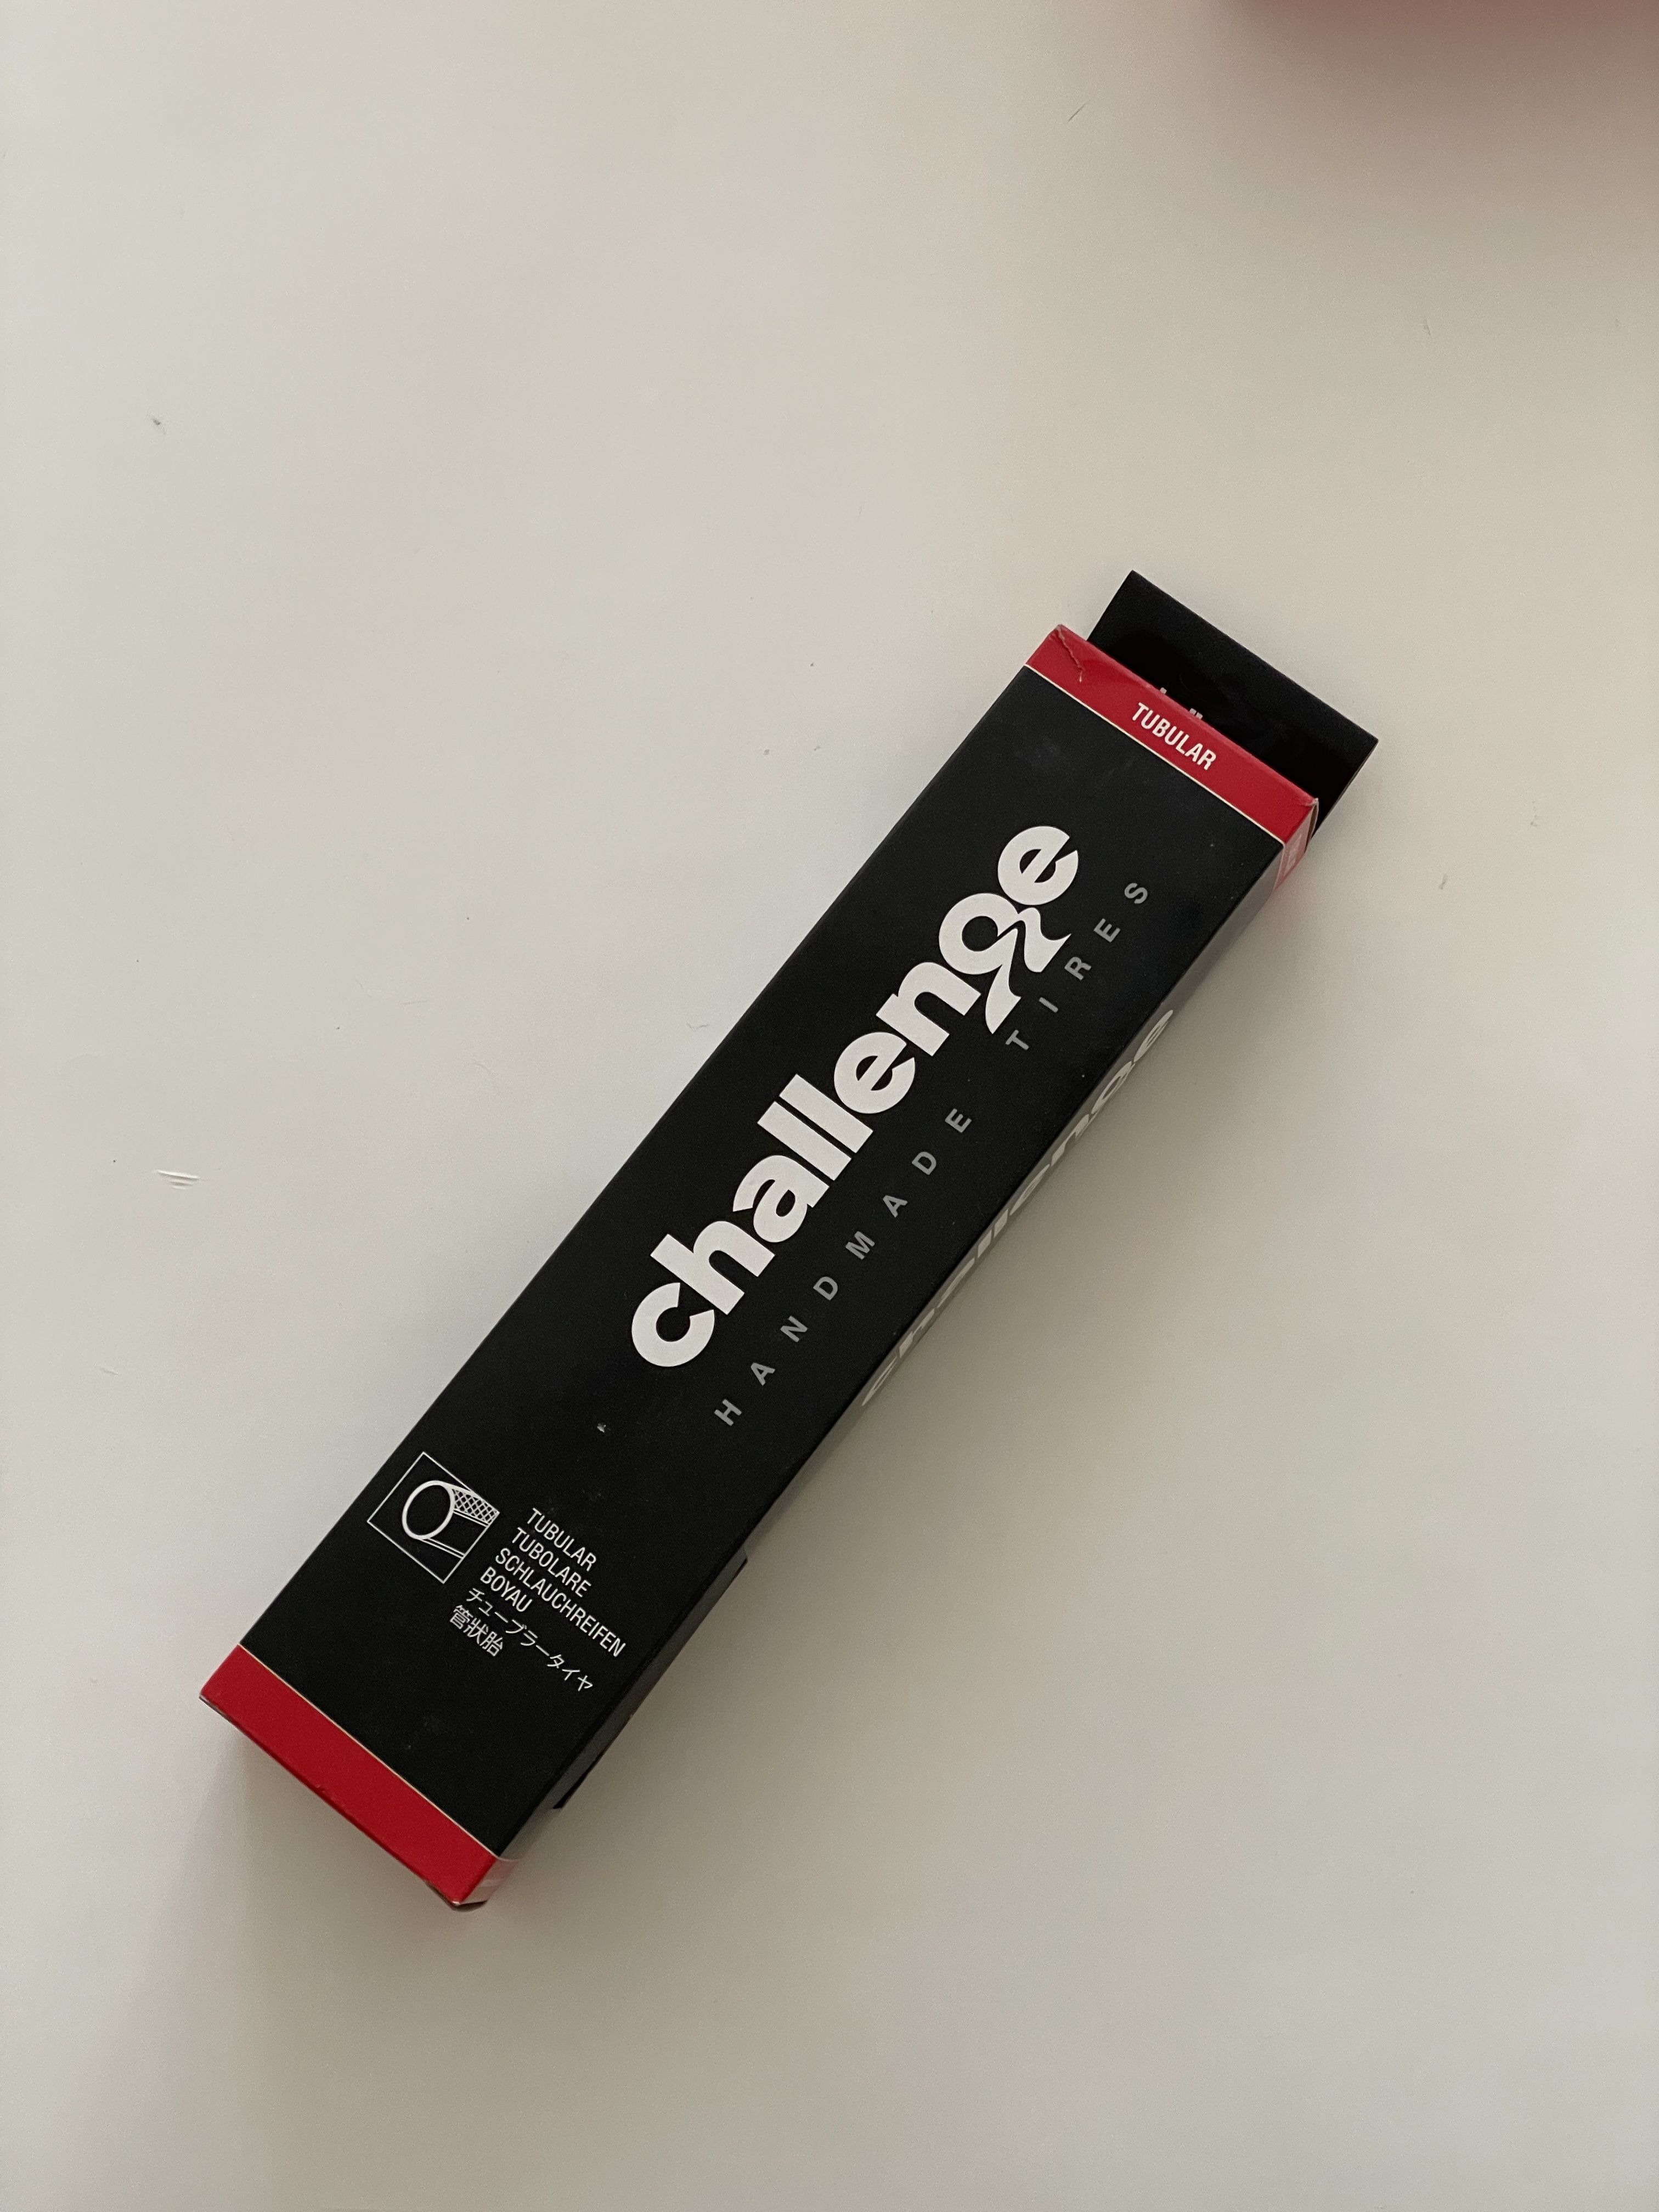 TUBULAR
challenge
HANDMADE TIRES
challenge
TUBULAR
TUBOLARE
SCHLAUCHREIFEN
BOYAU
チューブラータイヤ
管狀胎